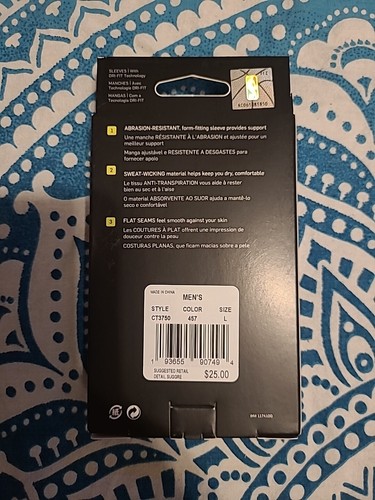 SLEEVES | With
DRI-FIT Technology
MANCHES | Avec
Technologie DRI-FIT
MANGAS | Com a
Tecnologia DRI-FIT
1 ABRASION-RESISTANT, form-fitting sleeve provides support
Une manche RÉSISTANTE À L'ABRASION et ajustée pour un
meilleur support
Manga ajustável e RESISTENTE A DESGASTES para
fornecer apoio
2 SWEAT-WICKING material helps keep you dry, comfortable
Le tissu ANTI-TRANSPIRATION vous aide à rester
bien au sec et à l'aise
O material ABSORVENTE AO SUOR ajuda a mantê-lo
seco e confortável
3 FLAT SEAMS feel smooth against your skin
Les COUTURES À PLAT offrent une impression de
douceur contre la peau
COSTURAS PLANAS, que ficam macias sobre a pele
MADE IN CHINA
MEN'S
STYLE COLOR SIZE
CT3750 457 L
1 93655 90749 4
SUGGESTED RETAIL
DETAIL SUGGRE
$25.00